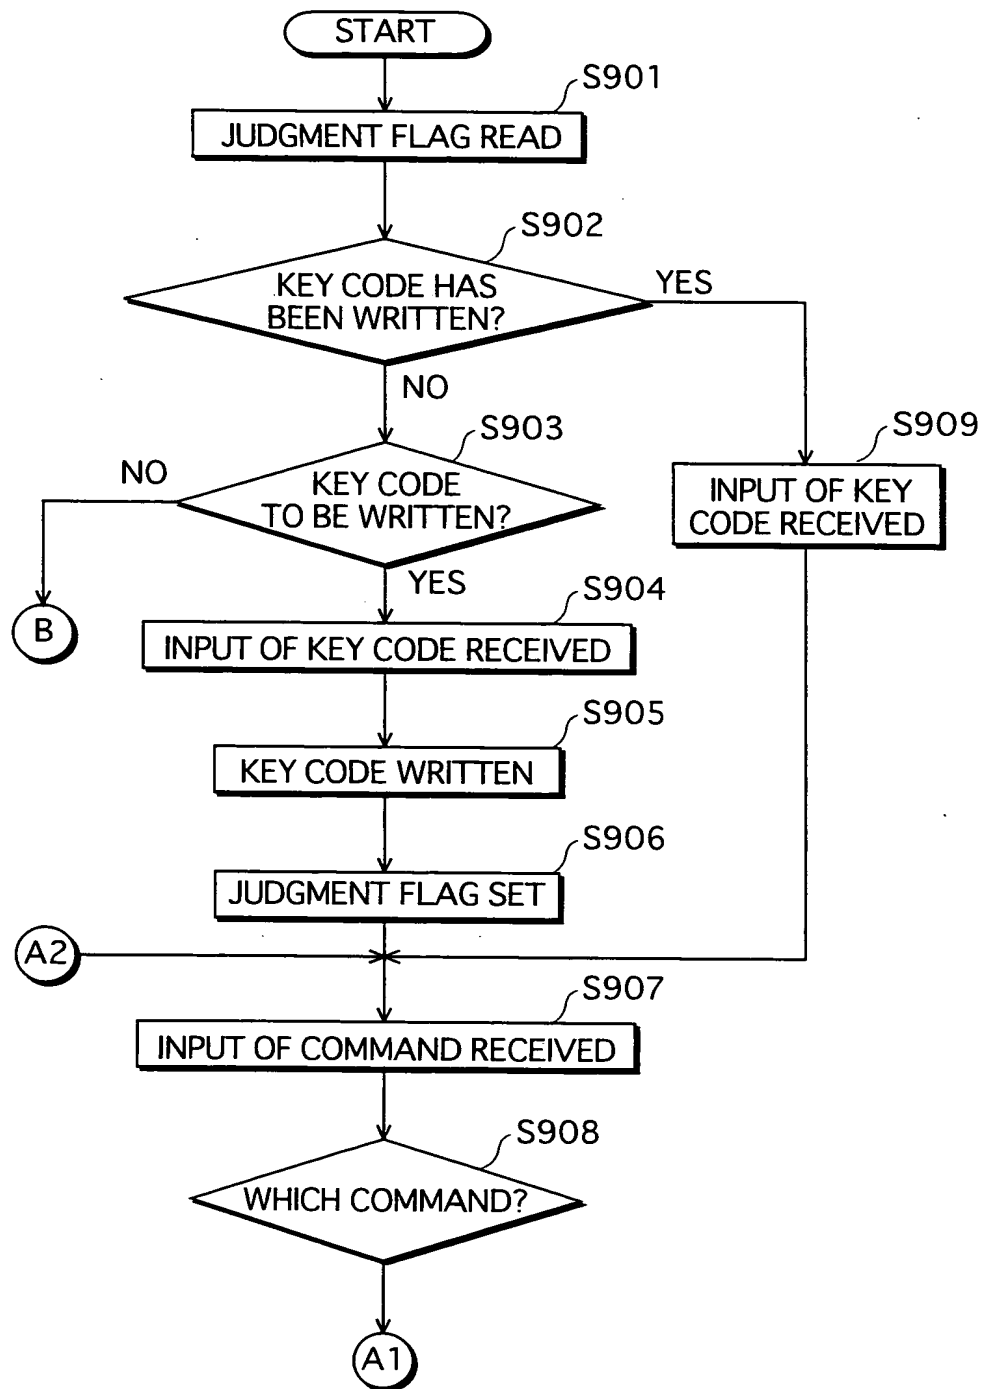 START
S901
JUDGMENT FLAG READ
S902
KEY CODE HAS
BEEN WRITTEN?
YES
NO
S903
S909
NO
KEY CODE
TO BE WRITTEN?
INPUT OF KEY
CODE RECEIVED
YES
S904
B
INPUT OF KEY CODE RECEIVED
S905
KEY CODE WRITTEN
S906
JUDGMENT FLAG SET
A2
S907
INPUT OF COMMAND RECEIVED
S908
WHICH COMMAND?
A1